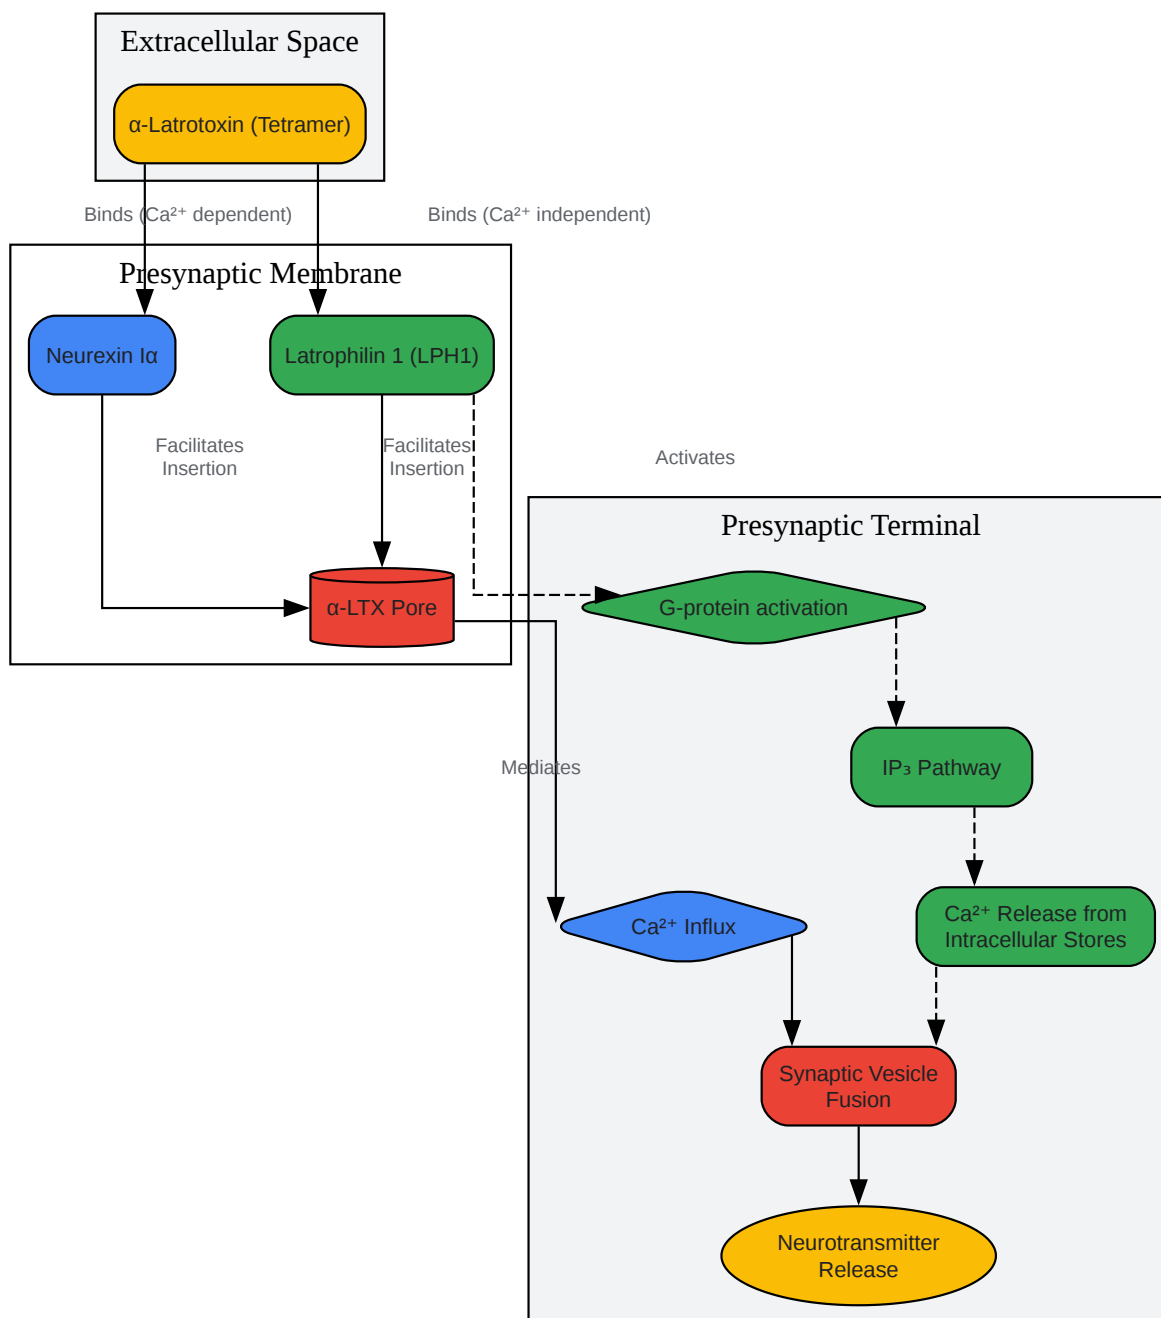 Extracellular Space
α-Latrotoxin (Tetramer)
Binds (Ca²⁺ dependent)
Binds (Ca²⁺ independent)
Presynaptic Membrane
Neurexin Iα
Latrophilin 1 (LPH1)
Facilitates
Insertion
Facilitates
Insertion
Activates
Presynaptic Terminal
α-LTX Pore
G-protein activation
IP₃ Pathway
Mediates
Ca²⁺ Influx
Ca²⁺ Release from
Intracellular Stores
Synaptic Vesicle
Fusion
Neurotransmitter
Release